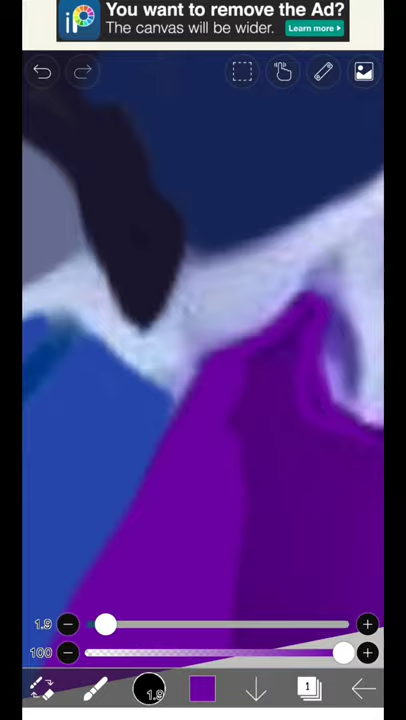 You want to remove the Ad?
The canvas will be wider.
Learn more ▸
iP
1.9
100
1.9
1